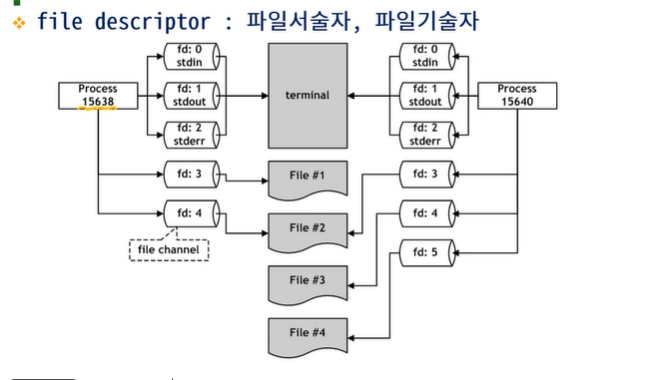 ❖ file descriptor : 파일서술자, 파일기술자
fd: 0
stdin
fd: 0
stdin
Process
15638
fd: 1
stdout
terminal
fd: 1
stdout
Process
15640
fd: 2
stderr
fd: 2
stderr
fd: 3
File #1
fd: 3
fd: 4
File #2
fd: 4
file channel
fd: 5
File #3
File #4